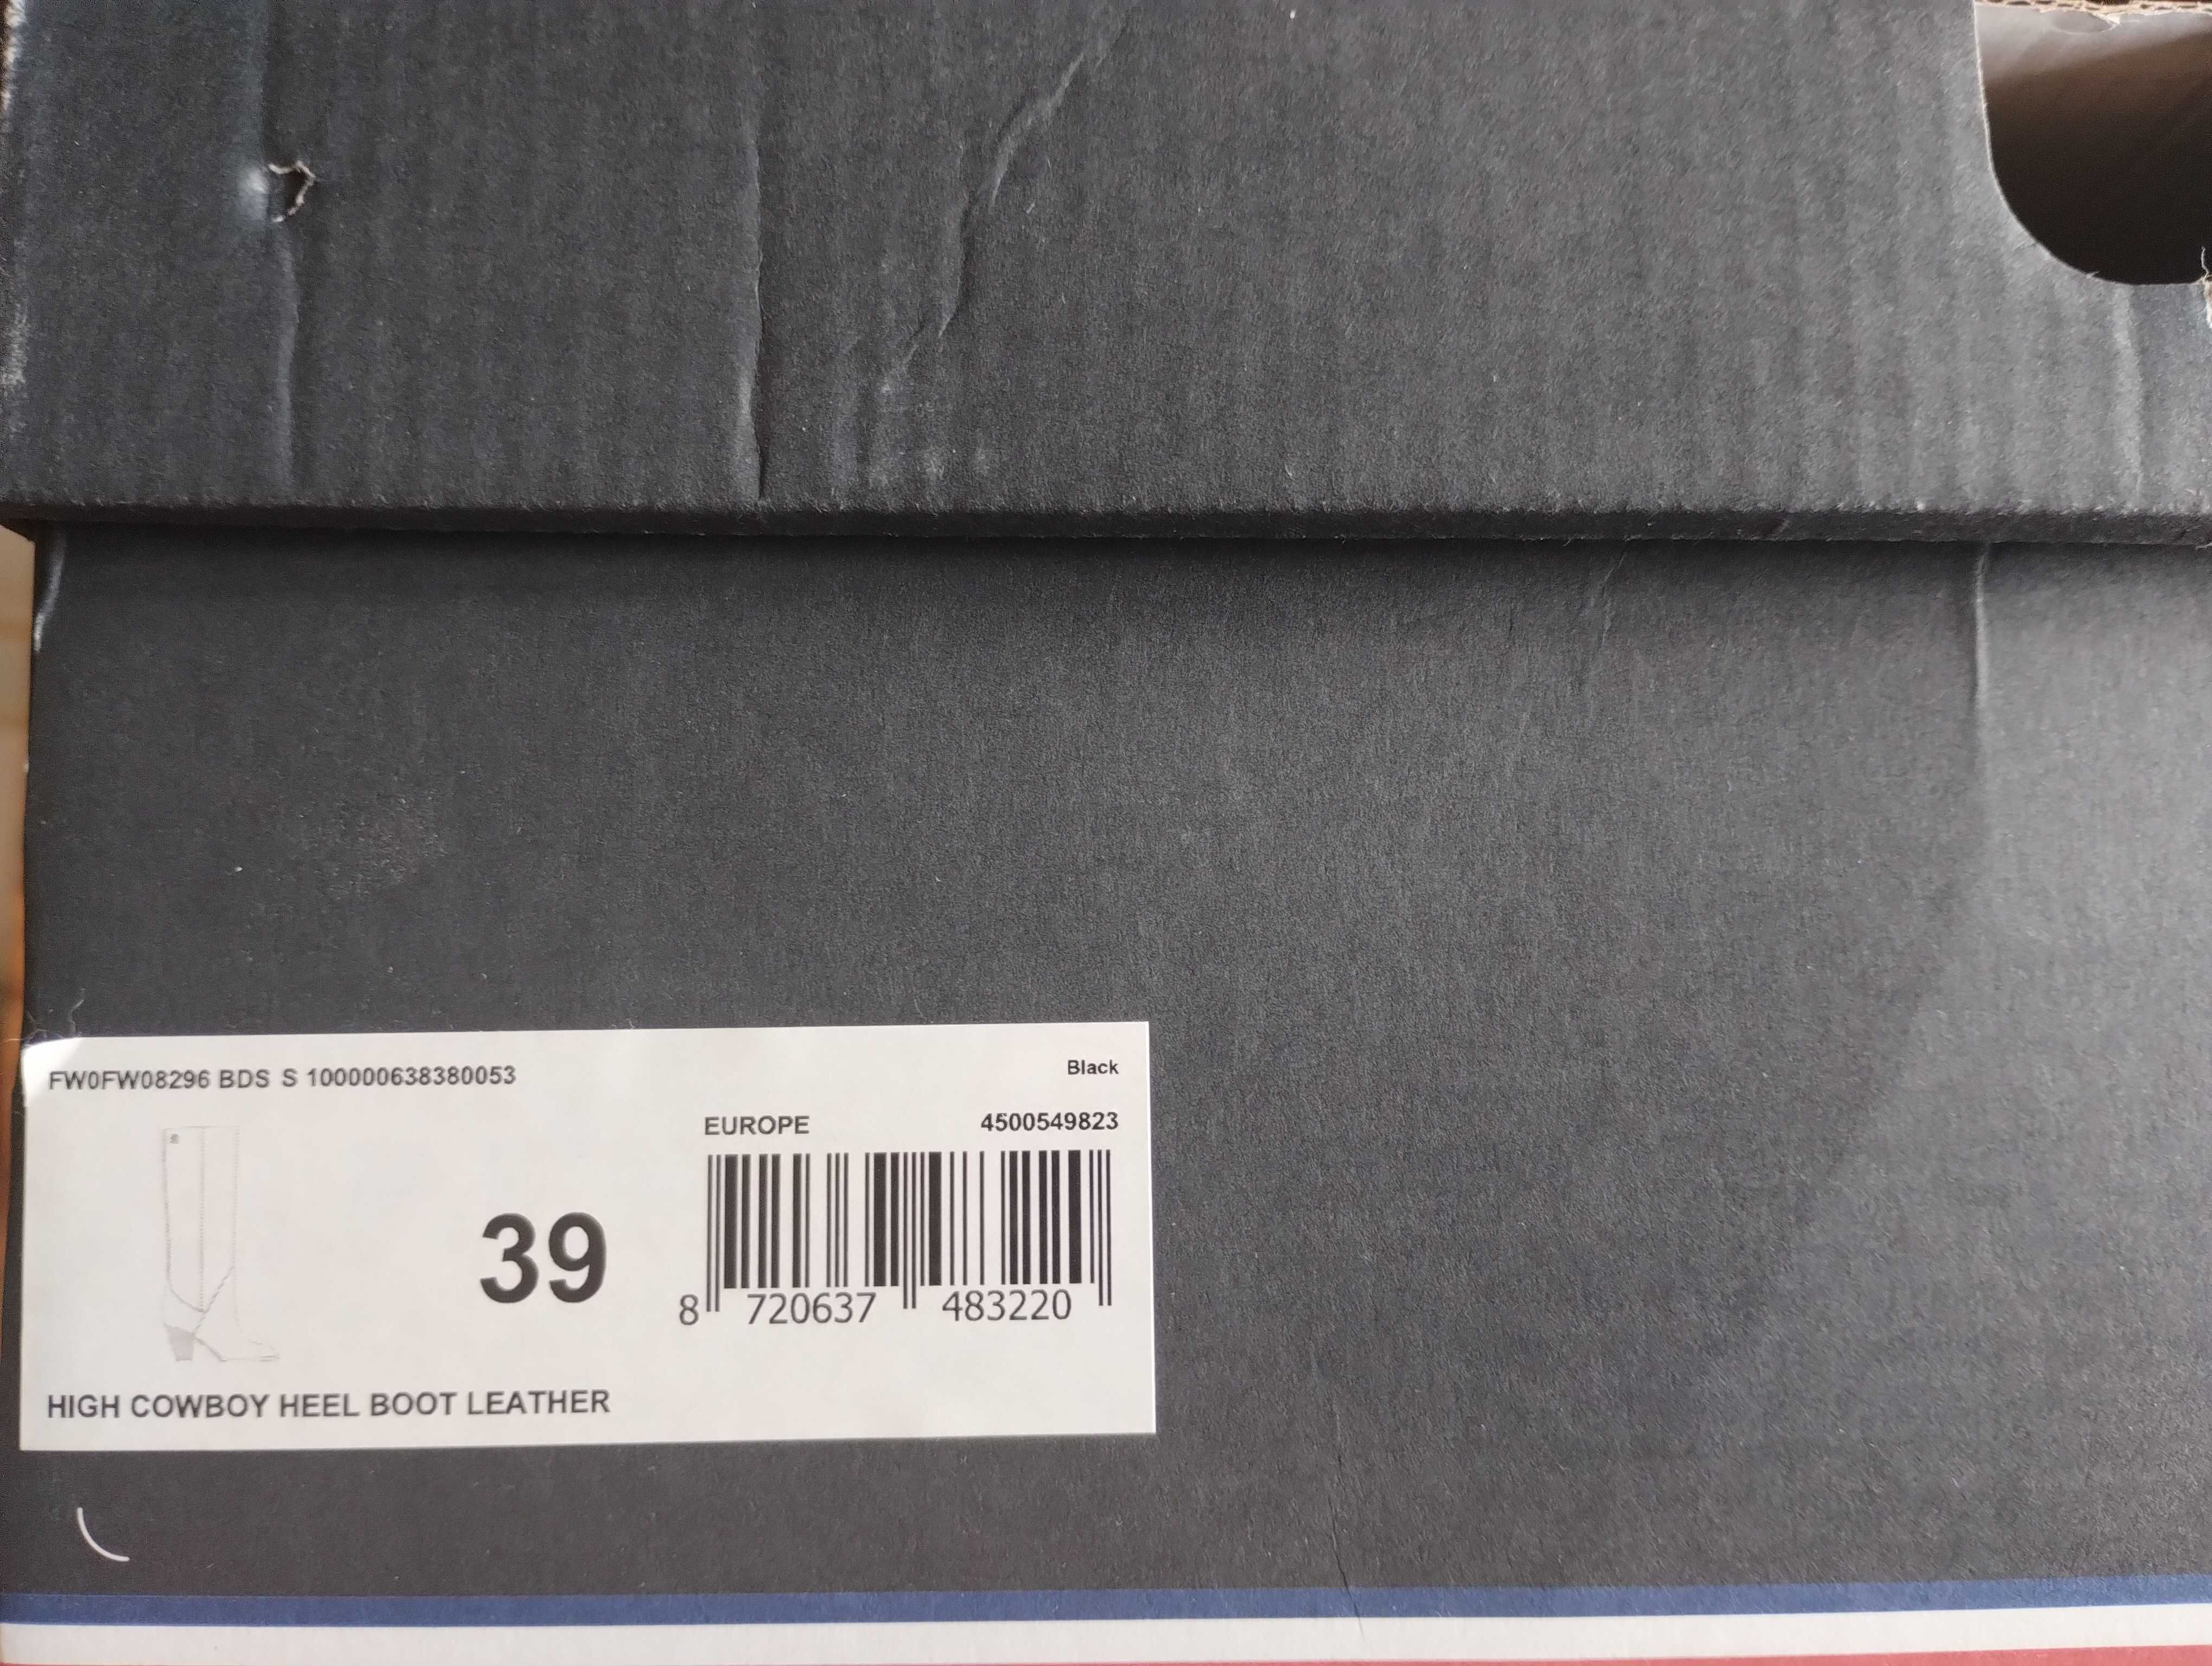 FW0FW08296 BDS S 100000638380053
Black
EUROPE
4500549823
39
8 720637 483220
HIGH COWBOY HEEL BOOT LEATHER